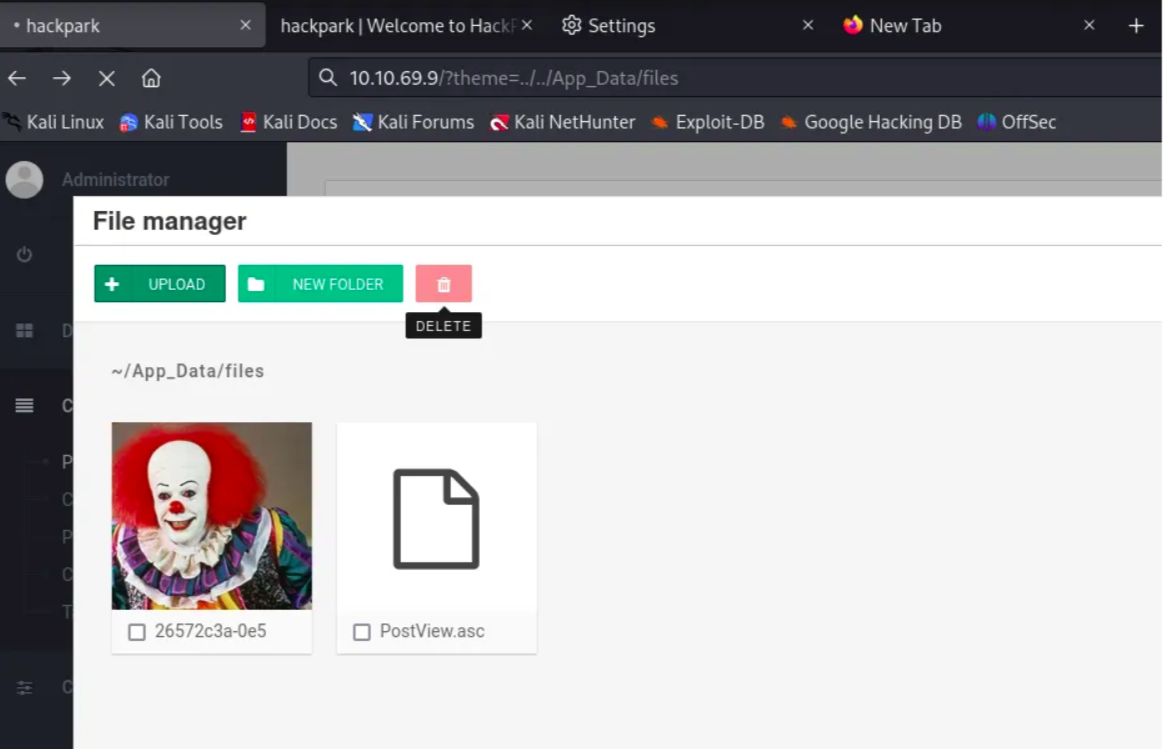 hackpark
hackpark | Welcome to HackP
Settings
New Tab
10.10.69.9/?theme=../../App_Data/files
Kali Linux Kali Tools Kali Docs Kali Forums Kali NetHunter Exploit-DB Google Hacking DB OffSec
Administrator
File manager
UPLOAD NEW FOLDER
DELETE
D
~/App_Data/files
C
P
C
P
C
T
26572c3a-0e5 PostView.asc
C